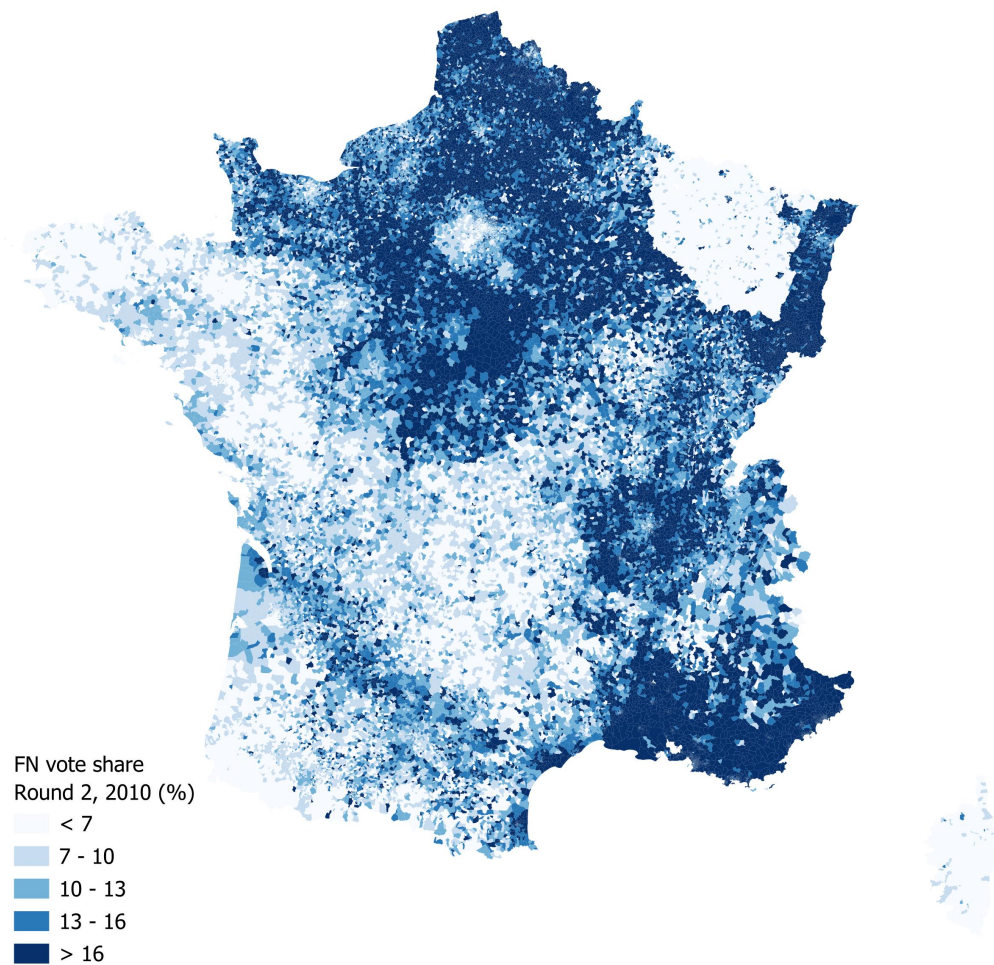 FN vote share
Round 2, 2010 (%)
< 7
7 - 10
10 - 13
13 - 16
> 16